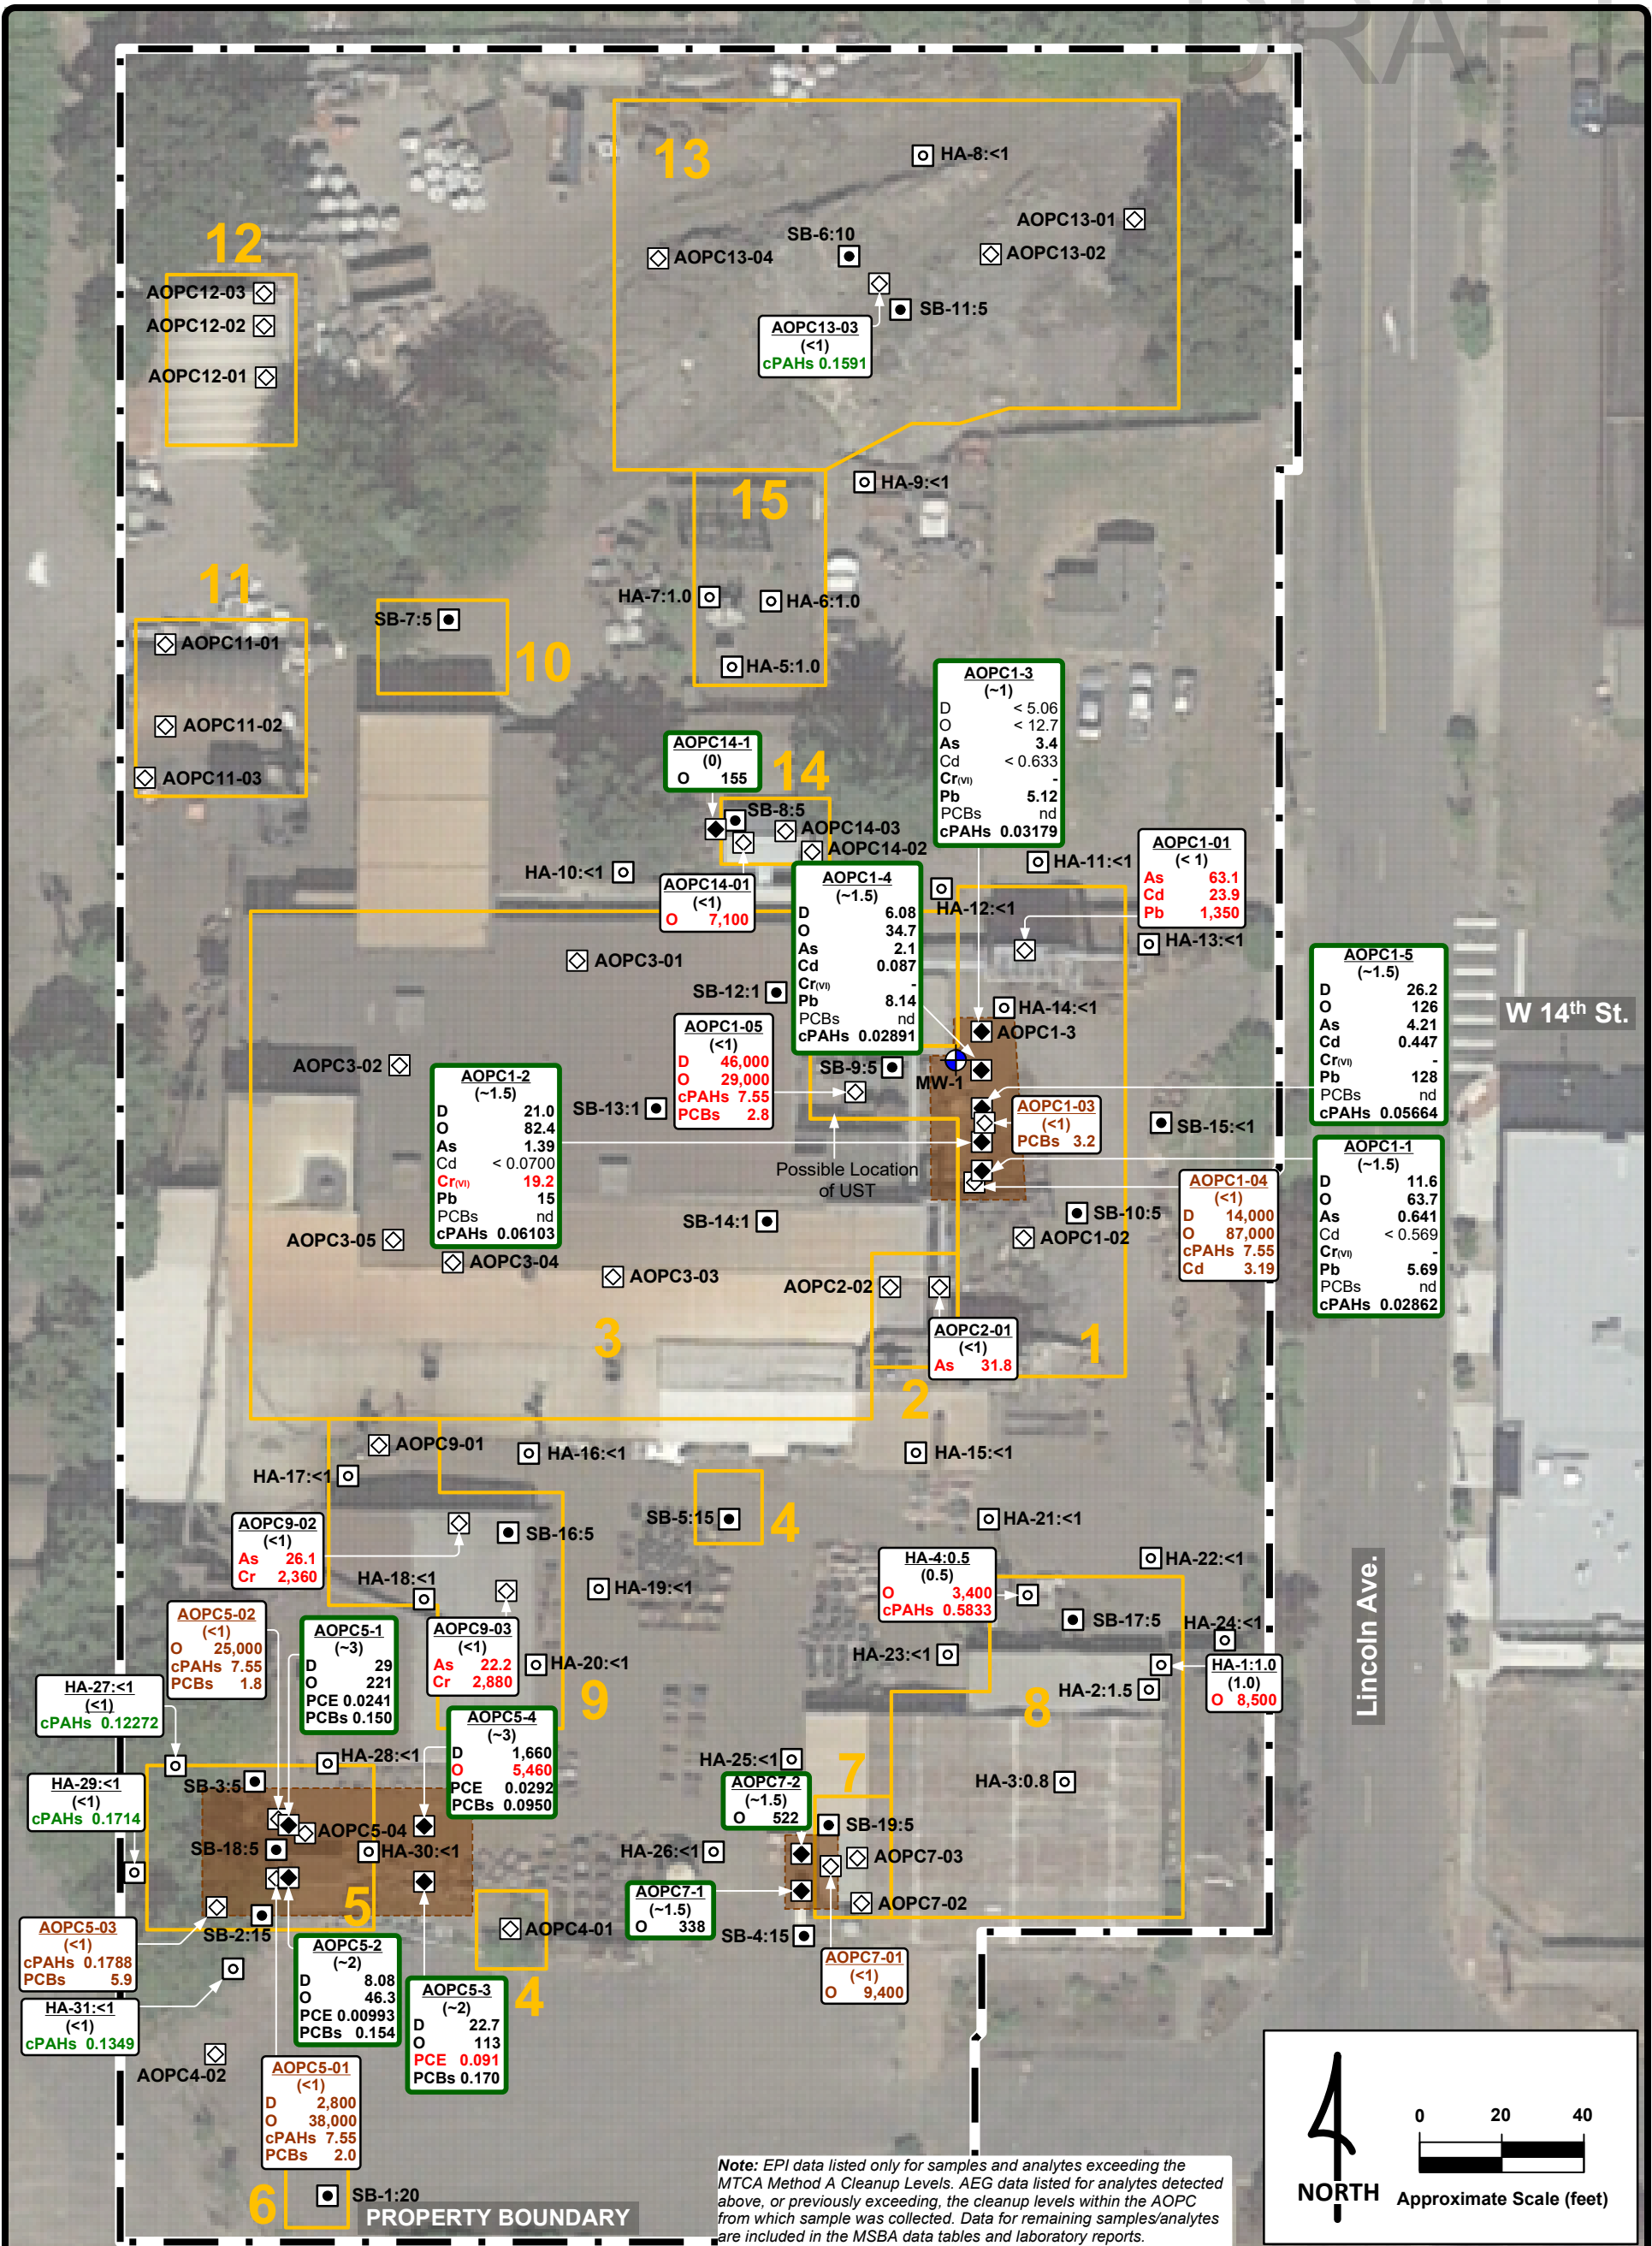 DRAFT
13
HA-8:<1
AOPC13-01
SB-6:10
AOPC13-02
AOPC13-04
SB-11:5
AOPC13-03
(<1)
cPAHs 0.1591
12
AOPC12-03
AOPC12-02
AOPC12-01
HA-9:<1
15
HA-7:1.0
HA-6:1.0
HA-5:1.0
11
AOPC11-01
AOPC11-02
AOPC11-03
SB-7:5
10
AOPC1-3
(~1)
D < 5.06
O < 12.7
As 3.4
Cd < 0.633
Cr(VI) -
Pb 5.12
PCBs nd
cPAHs 0.03179
AOPC14-1
(0)
O 155
14
SB-8:5
AOPC14-03
AOPC14-02
AOPC14-01
(<1)
O 7,100
HA-10:<1
AOPC1-4
(~1.5)
D 6.08
O 34.7
As 2.1
Cd 0.087
Cr(VI) -
Pb 8.14
PCBs nd
cPAHs 0.02891
HA-11:<1
HA-12:<1
AOPC1-01
(< 1)
As 63.1
Cd 23.9
Pb 1,350
HA-13:<1
HA-14:<1
AOPC1-3
MW-1
AOPC3-01
SB-12:1
AOPC1-05
(<1)
D 46,000
O 29,000
cPAHs 7.55
PCBs 2.8
SB-9:5
AOPC1-5
(~1.5)
D 26.2
O 126
As 4.21
Cd 0.447
Cr(VI) -
Pb 128
PCBs nd
cPAHs 0.05664
W 14th St.
AOPC3-02
AOPC1-2
(~1.5)
D 21.0
O 82.4
As 1.39
Cd < 0.0700
Cr(VI) 19.2
Pb 15
PCBs nd
cPAHs 0.06103
SB-13:1
AOPC1-03
(<1)
PCBs 3.2
SB-15:<1
Possible Location
of UST
AOPC1-1
(~1.5)
D 11.6
O 63.7
As 0.641
Cd < 0.569
Cr(VI) -
Pb 5.69
PCBs nd
cPAHs 0.02862
AOPC1-04
(<1)
D 14,000
O 87,000
cPAHs 7.55
Cd 3.19
SB-14:1
SB-10:5
AOPC1-02
AOPC3-05
AOPC3-04
AOPC3-03
AOPC2-02
AOPC2-01
(<1)
As 31.8
3
1
2
AOPC9-01
HA-16:<1
HA-15:<1
HA-17:<1
SB-5:15
4
HA-21:<1
AOPC9-02
(<1)
As 26.1
Cr 2,360
SB-16:5
HA-18:<1
HA-19:<1
HA-4:0.5
(0.5)
O 3,400
cPAHs 0.5833
HA-22:<1
SB-17:5
HA-24:<1
HA-23:<1
HA-1:1.0
(1.0)
O 8,500
HA-2:1.5
8
Lincoln Ave.
AOPC5-02
(<1)
O 25,000
cPAHs 7.55
PCBs 1.8
AOPC5-1
(~3)
D 29
O 221
PCE 0.0241
PCBs 0.150
AOPC9-03
(<1)
As 22.2
Cr 2,880
HA-20:<1
9
HA-27:<1
(<1)
cPAHs 0.12272
AOPC5-4
(~3)
D 1,660
O 5,460
PCE 0.0292
PCBs 0.0950
HA-28:<1
SB-3:5
HA-29:<1
(<1)
cPAHs 0.1714
AOPC5-04
SB-18:5
HA-30:<1
5
SB-2:15
HA-25:<1
7
AOPC7-2
(~1.5)
O 522
HA-3:0.8
SB-19:5
HA-26:<1
AOPC7-03
AOPC7-02
AOPC7-1
(~1.5)
O 338
SB-4:15
AOPC7-01
(<1)
O 9,400
AOPC4-01
4
AOPC5-03
(<1)
cPAHs 0.1788
PCBs 5.9
AOPC5-2
(~2)
D 8.08
O 46.3
PCE 0.00993
PCBs 0.154
AOPC5-3
(~2)
D 22.7
O 113
PCE 0.091
PCBs 0.170
HA-31:<1
(<1)
cPAHs 0.1349
AOPC4-02
AOPC5-01
(<1)
D 2,800
O 38,000
cPAHs 7.55
PCBs 2.0
6
SB-1:20
PROPERTY BOUNDARY
Note: EPI data listed only for samples and analytes exceeding the
MTCA Method A Cleanup Levels. AEG data listed for analytes detected
above, or previously exceeding, the cleanup levels within the AOPC
from which sample was collected. Data for remaining samples/analytes
are included in the MSBA data tables and laboratory reports.
NORTH
0 20 40
Approximate Scale (feet)